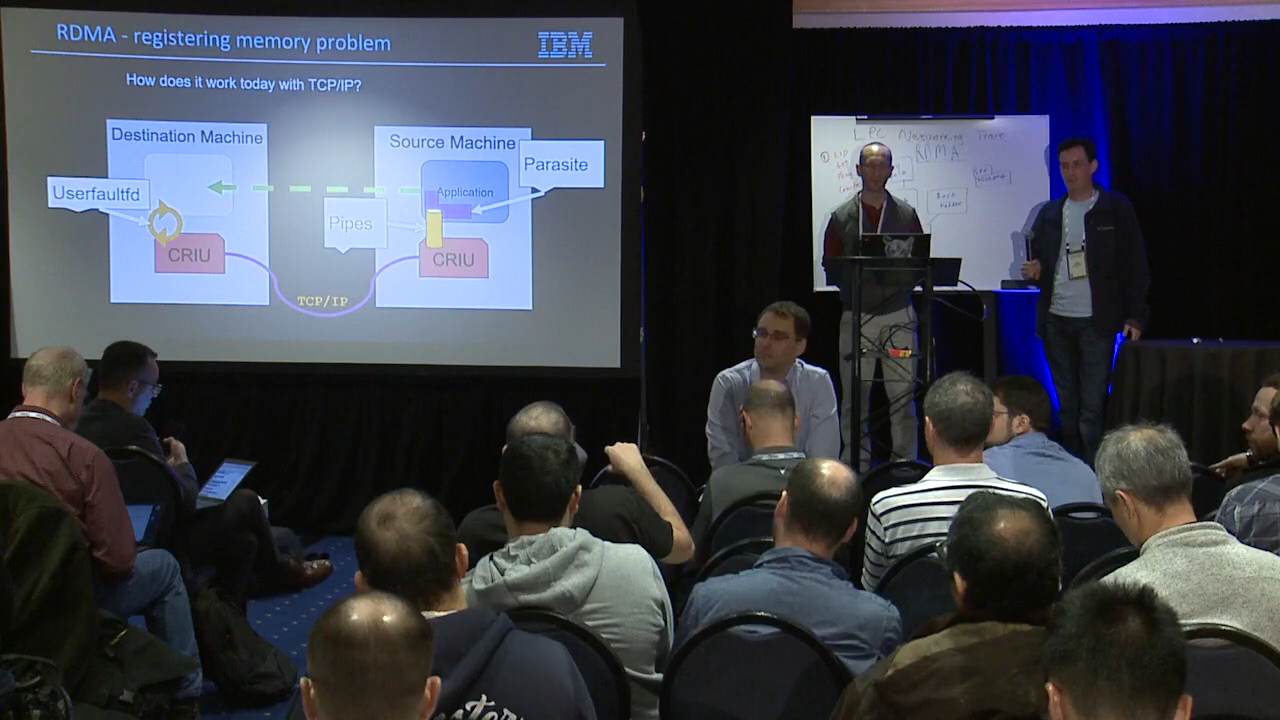 RDMA - registering memory problem
IBM
How does it work today with TCP/IP?
Destination Machine
Source Machine
Parasite
Userfaultfd
Application
Pipes
CRIU
CRIU
TCP/IP
LPC Networking Track
RDMA